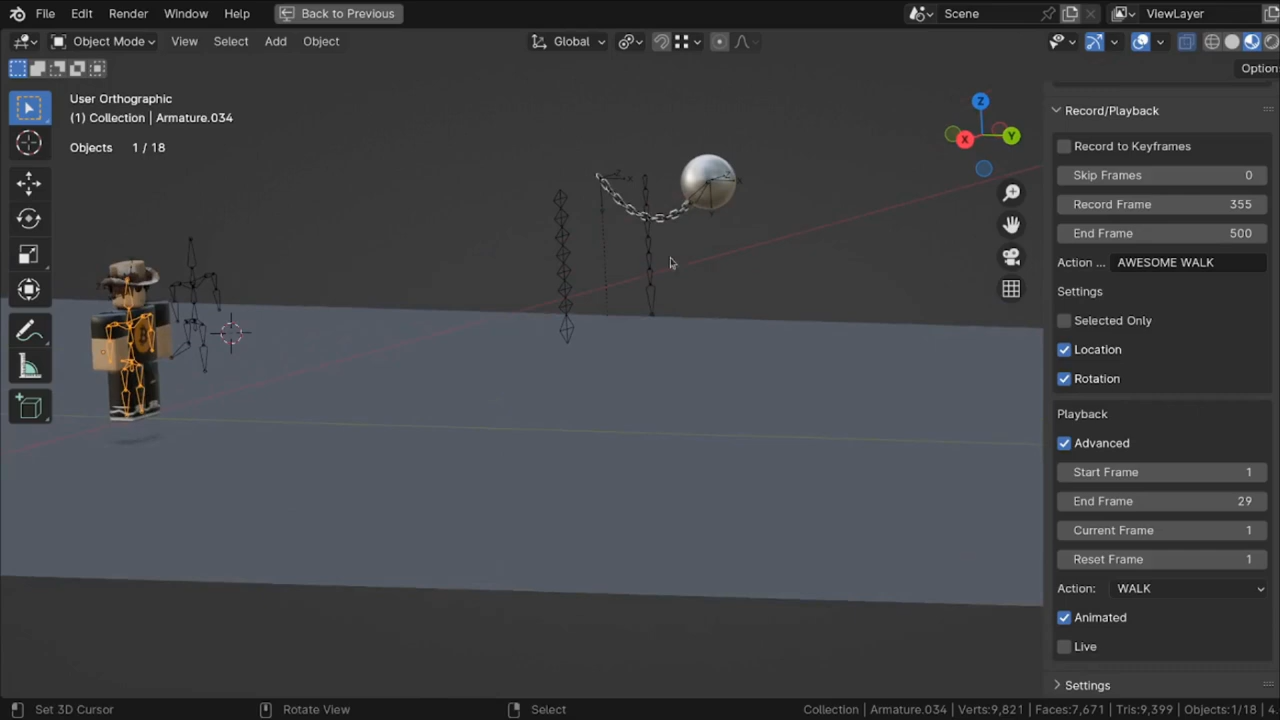 File Edit Render Window Help Back to Previous Scene ViewLayer
Object Mode View Select Add Object Global
Option
User Orthographic
(1) Collection | Armature.034
Objects 1 / 18
Z
X
Y
Record/Playback
Record to Keyframes
Skip Frames 0
Record Frame 355
End Frame 500
Action ... AWESOME WALK
Settings
Selected Only
Location
Rotation
Playback
Advanced
Start Frame 1
End Frame 29
Current Frame 1
Reset Frame 1
Action: WALK
Animated
Live
Settings
Set 3D Cursor Rotate View Select Collection | Armature.034 Verts:9,821 Faces:7,671 Tris:9,399 Objects:1/18 4